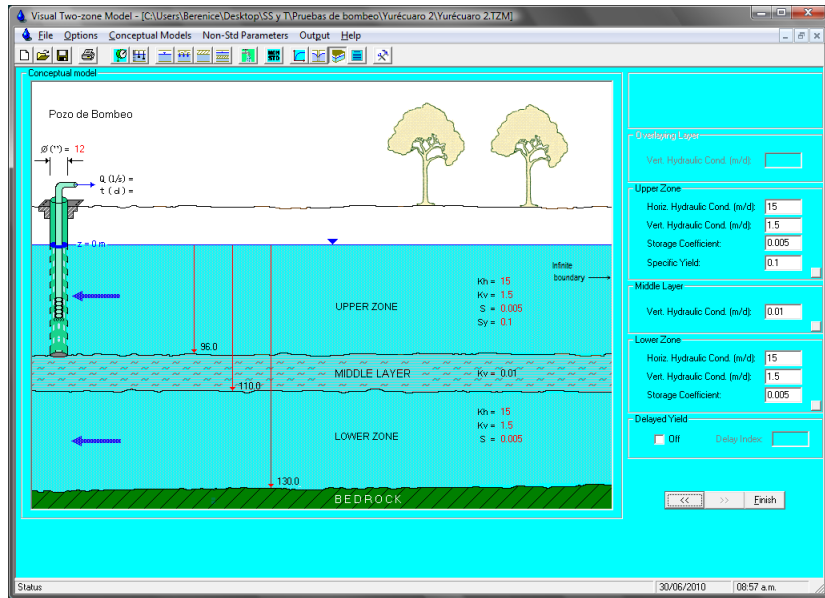 Visual Two-zone Model - [C:\Users\Berenice\Desktop\SS y T\Pruebas de bombeo\Yurécuaro 2\Yurécuaro 2.TZM]
File Options Conceptual Models Non-Std Parameters Output Help
Conceptual model
Pozo de Bombeo
Ø('') = 12
Q (l/s) =
t ( d ) =
z = 0 m
Infinite
boundary
UPPER ZONE
Kh = 15
Kv = 1.5
S = 0.005
Sy = 0.1
96.0
MIDDLE LAYER Kv = 0.01
110.0
LOWER ZONE
Kh = 15
Kv = 1.5
S = 0.005
130.0
BEDROCK
Overlaying Layer
Vert. Hydraulic Cond. (m/d):
Upper Zone
Horiz. Hydraulic Cond. (m/d): 15
Vert. Hydraulic Cond. (m/d): 1.5
Storage Coefficient: 0.005
Specific Yield: 0.1
Middle Layer
Vert. Hydraulic Cond. (m/d): 0.01
Lower Zone
Horiz. Hydraulic Cond. (m/d): 15
Vert. Hydraulic Cond. (m/d): 1.5
Storage Coefficient: 0.005
Delayed Yield
Off Delay Index:
<< >> Finish
Status 30/06/2010 08:57 a.m.